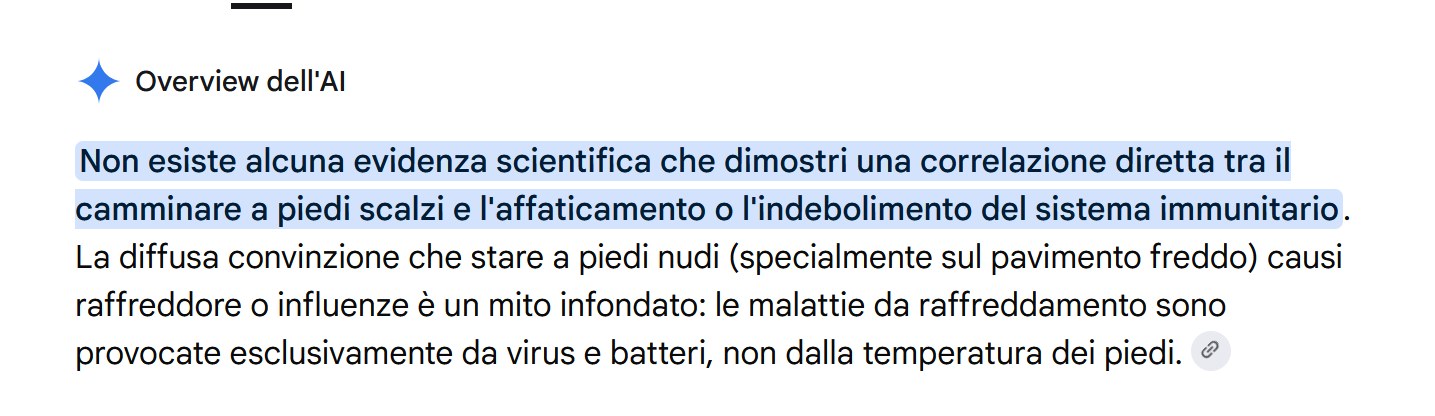 Overview dell'AI
Non esiste alcuna evidenza scientifica che dimostri una correlazione diretta tra il
camminare a piedi scalzi e l'affaticamento o l'indebolimento del sistema immunitario.
La diffusa convinzione che stare a piedi nudi (specialmente sul pavimento freddo) causi
raffreddore o influenze è un mito infondato: le malattie da raffreddamento sono
provocate esclusivamente da virus e batteri, non dalla temperatura dei piedi.